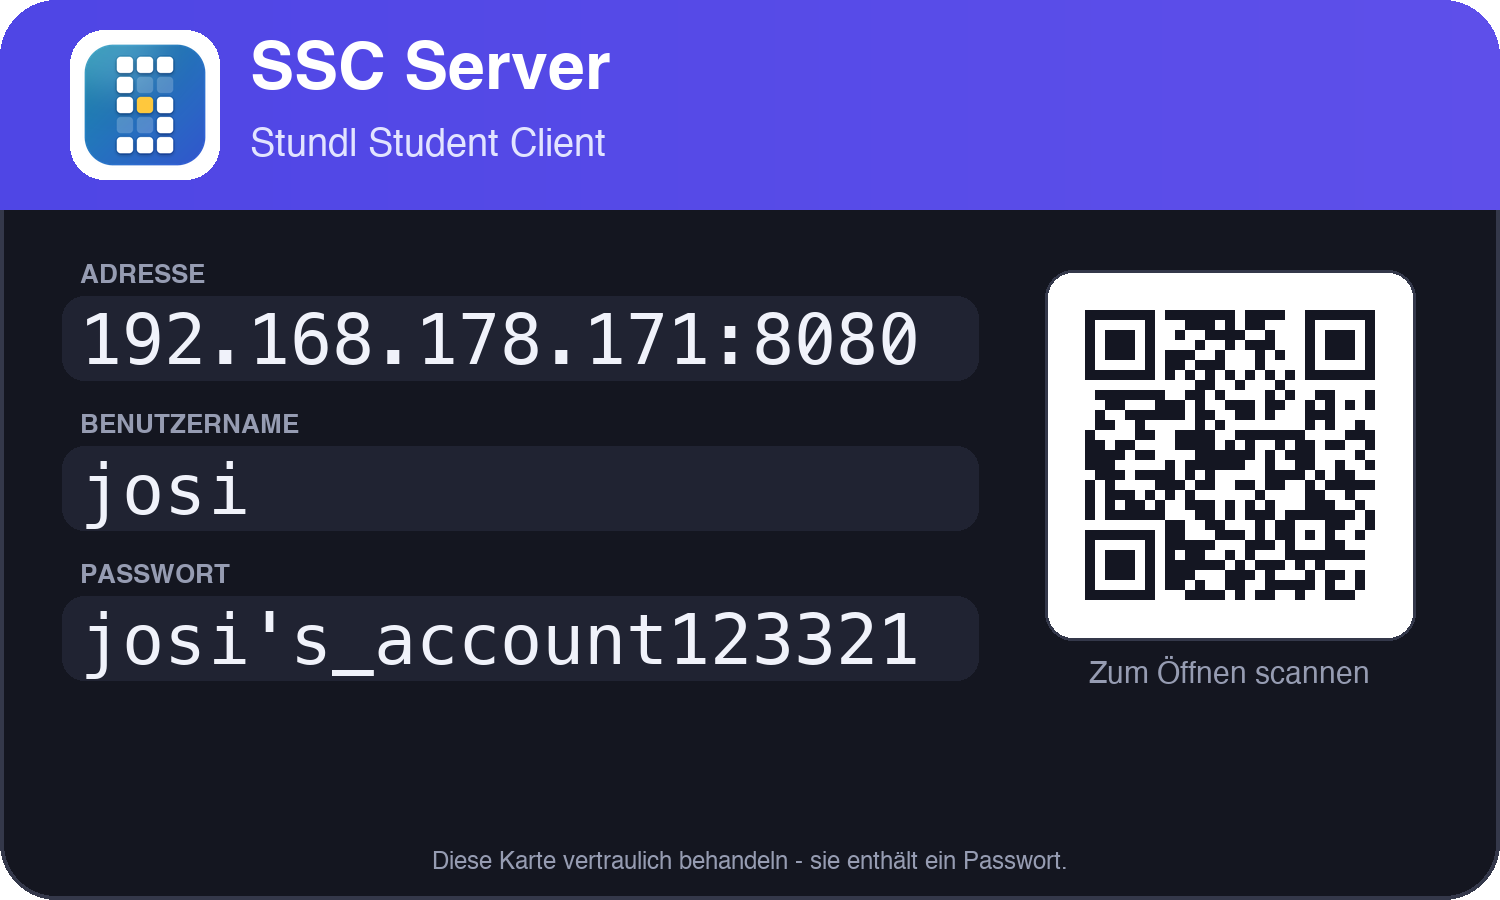 SSC Server
Stundl Student Client
ADRESSE
192.168.178.171:8080
BENUTZERNAME
josi
PASSWORT
josi's_account123321
Zum Öffnen scannen
Diese Karte vertraulich behandeln - sie enthält ein Passwort.